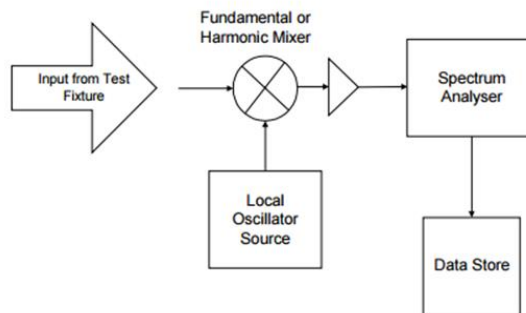 Fundamental or
Harmonic Mixer
Input from Test
Fixture
Spectrum
Analyser
Local
Oscillator
Source
Data Store